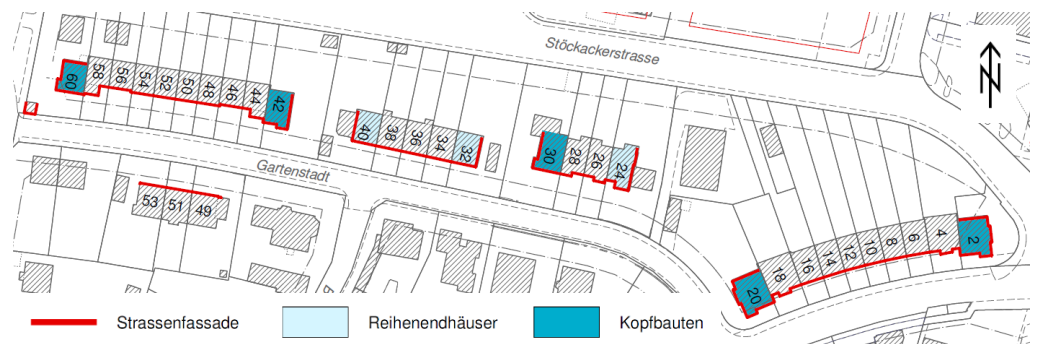 Stöckackerstrasse
60 58 56 54 52 50 48 46 44 42
40 38 36 34 32
30 28 26 24
Gartenstadt
53 51 49
20 18 16 14 12 10 8 6 4 2
N
Strassenfassade Reihenendhäuser Kopfbauten